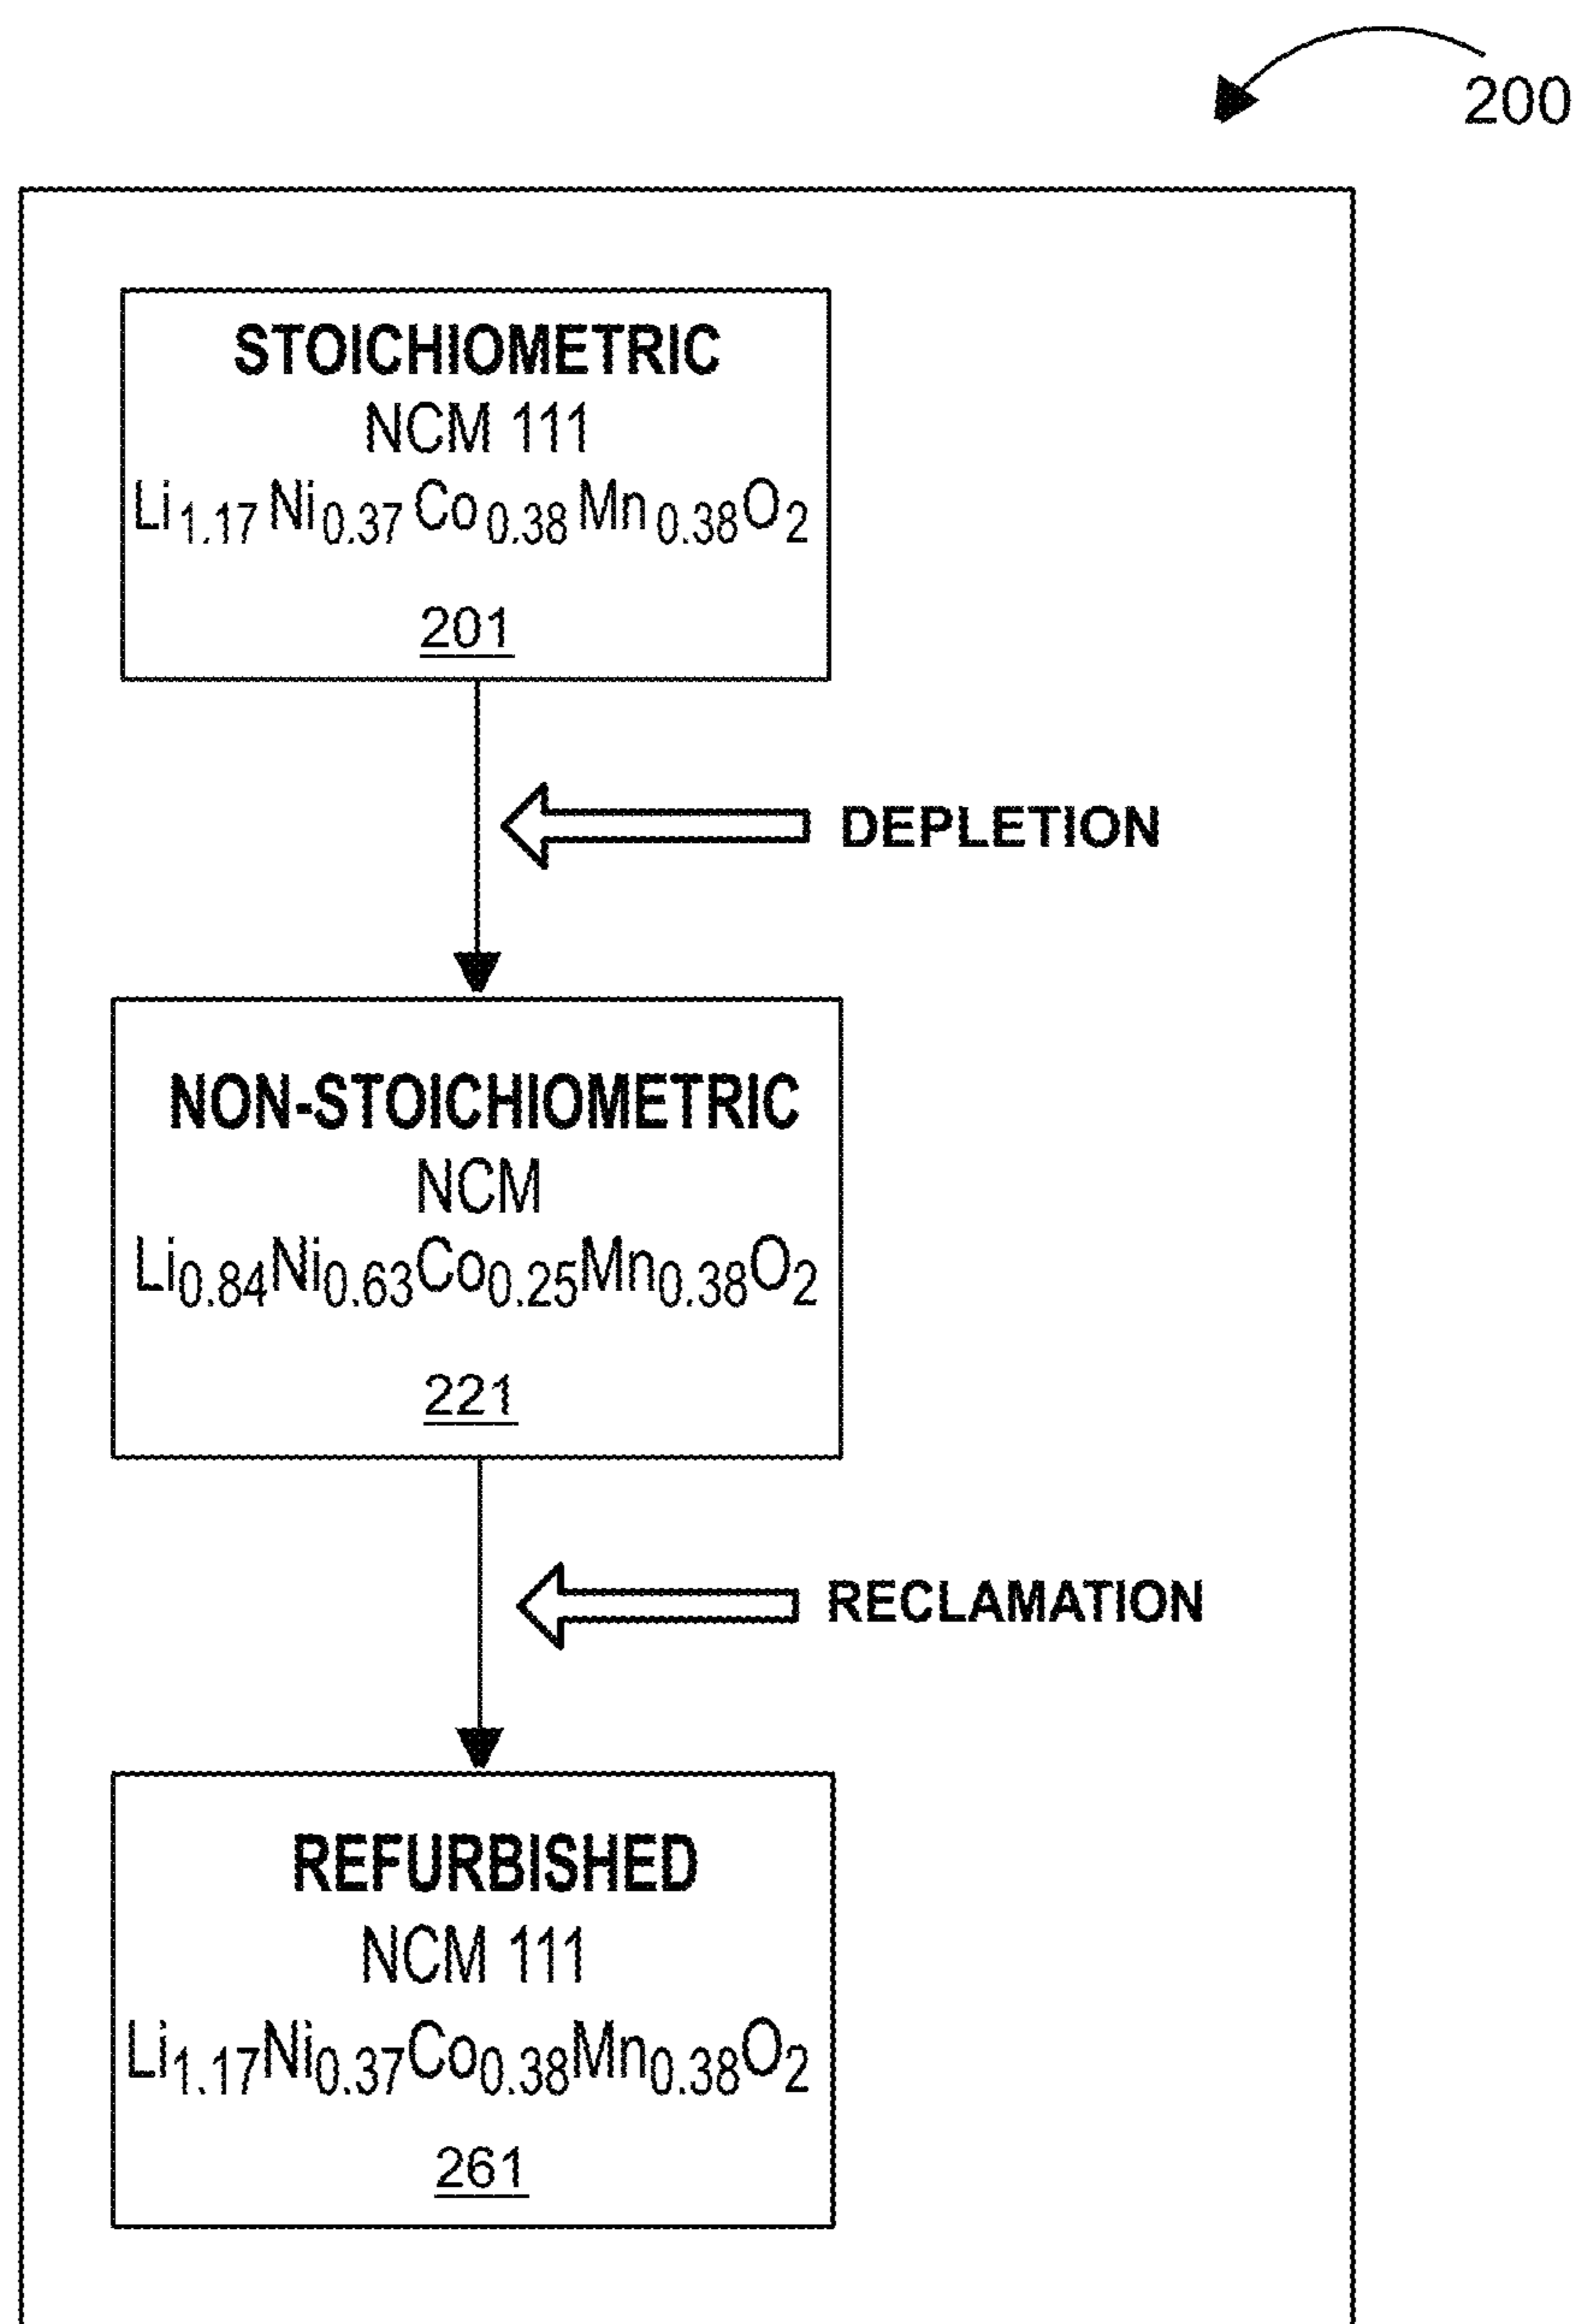 200
STOICHIOMETRIC
NCM 111
Li1.17Ni0.37Co0.38Mn0.38O2
201
DEPLETION
NON-STOICHIOMETRIC
NCM
Li0.84Ni0.63Co0.25Mn0.38O2
221
RECLAMATION
REFURBISHED
NCM 111
Li1.17Ni0.37Co0.38Mn0.38O2
261